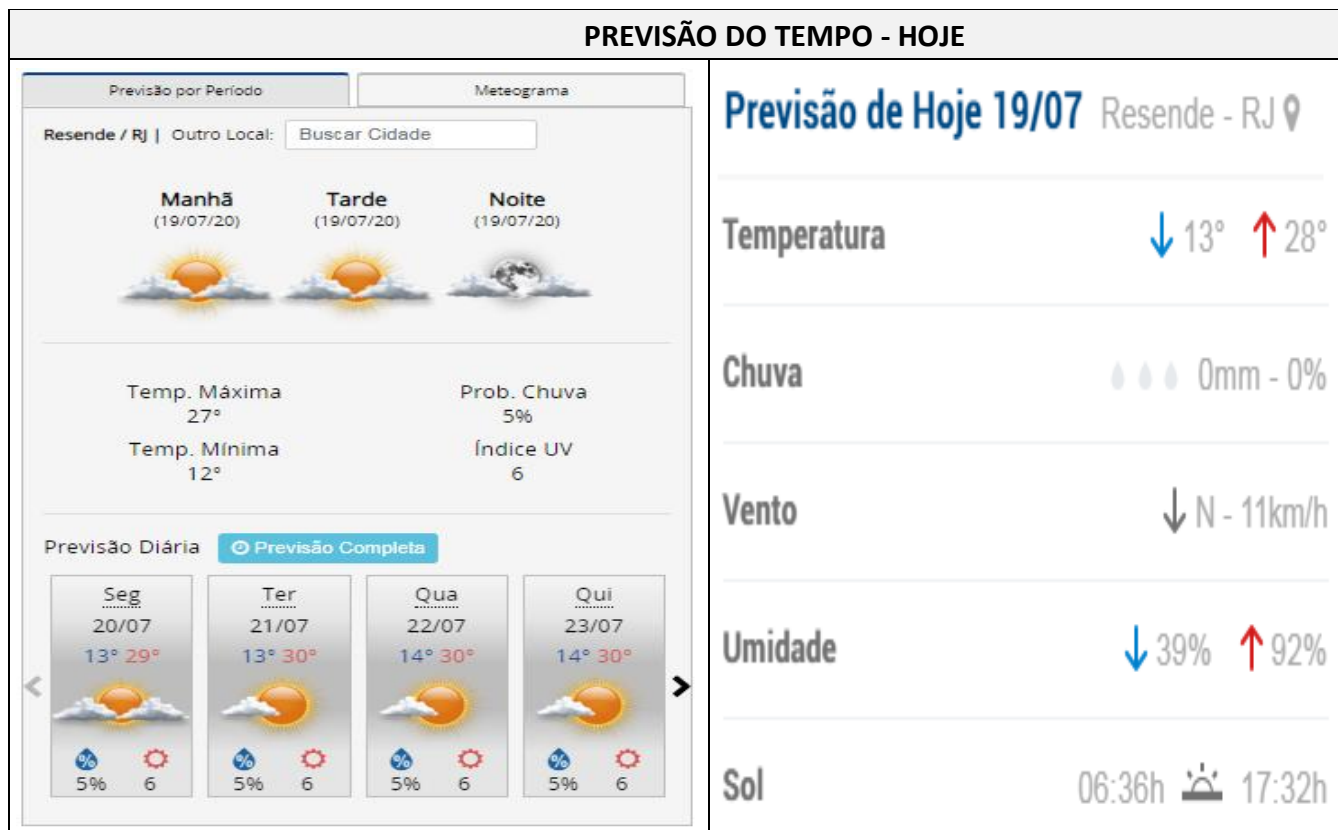 PREVISÃO DO TEMPO - HOJE
Previsão por Período
Meteograma
Resende / RJ | Outro Local: Buscar Cidade
Manhã Tarde Noite
(19/07/20) (19/07/20) (19/07/20)
Temp. Máxima Prob. Chuva
27° 5%
Temp. Mínima Índice UV
12° 6
Previsão Diária Previsão Completa
Seg Ter Qua Qui
20/07 21/07 22/07 23/07
13° 29° 13° 30° 14° 30° 14° 30°
% % % %
5% 6 5% 6 5% 6 5% 6
Previsão de Hoje 19/07 Resende - RJ
Temperatura 13° 28°
Chuva 0mm - 0%
Vento N - 11km/h
Umidade 39% 92%
Sol 06:36h 17:32h